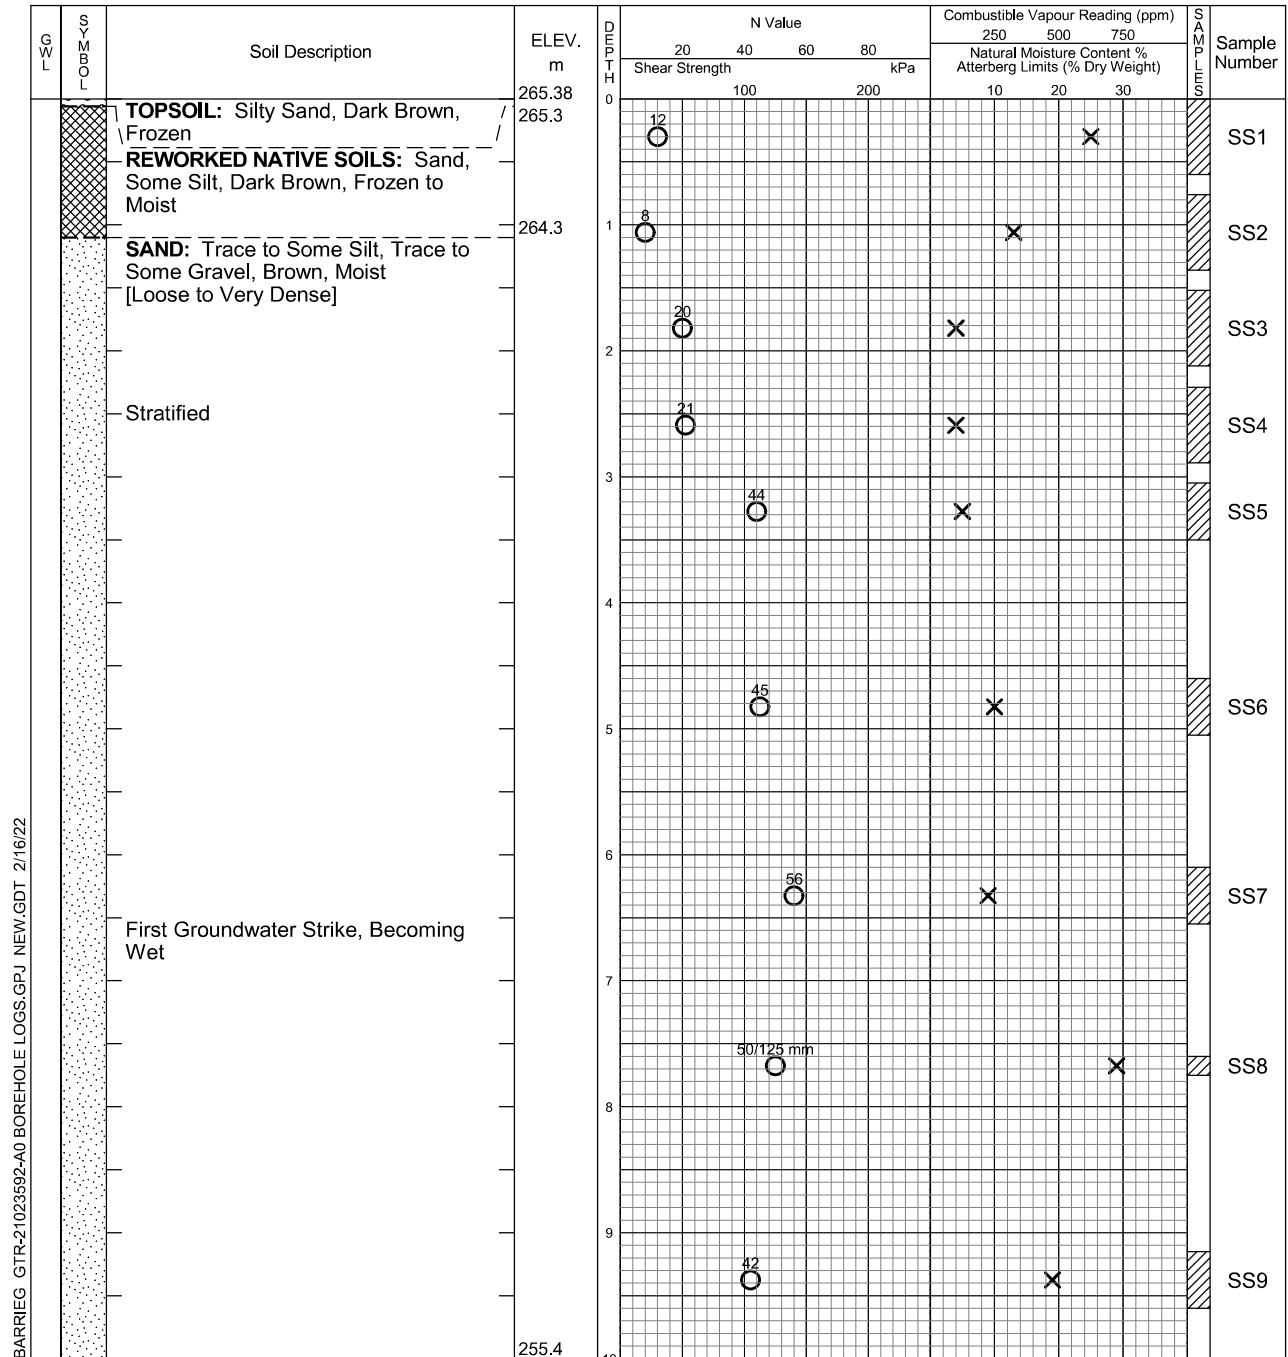 GWL
SYMBOL
Soil Description
ELEV.
m
DEPTH
N Value
20 40 60 80
Shear Strength kPa
100 200
Combustible Vapour Reading (ppm)
250 500 750
Natural Moisture Content %
Atterberg Limits (% Dry Weight)
10 20 30
SAMPLES
Sample
Number
265.38
0
TOPSOIL: Silty Sand, Dark Brown,
Frozen
265.3
12
SS1
REWORKED NATIVE SOILS: Sand,
Some Silt, Dark Brown, Frozen to
Moist
264.3
1
8
SS2
SAND: Trace to Some Silt, Trace to
Some Gravel, Brown, Moist
[Loose to Very Dense]
20
SS3
2
Stratified
21
SS4
3
44
SS5
4
45
SS6
5
6
56
SS7
First Groundwater Strike, Becoming
Wet
7
50/125 mm
SS8
8
9
42
SS9
255.4
BARRIEG GTR-21023592-A0 BOREHOLE LOGS.GPJ NEW.GDT 2/16/22